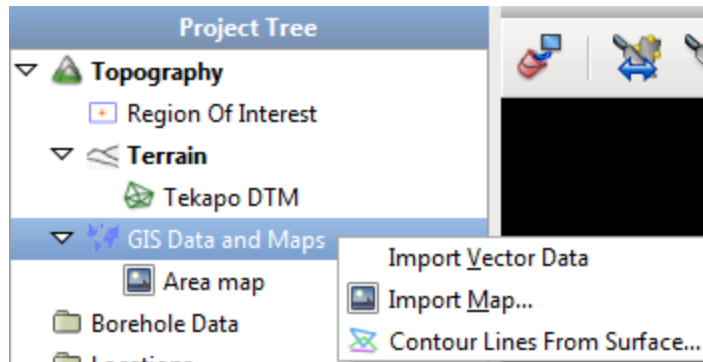 Project Tree
Topography
Region Of Interest
Terrain
Tekapo DTM
GIS Data and Maps
Area map
Borehole Data
Locations
Import Vector Data
Import Map...
Contour Lines From Surface...